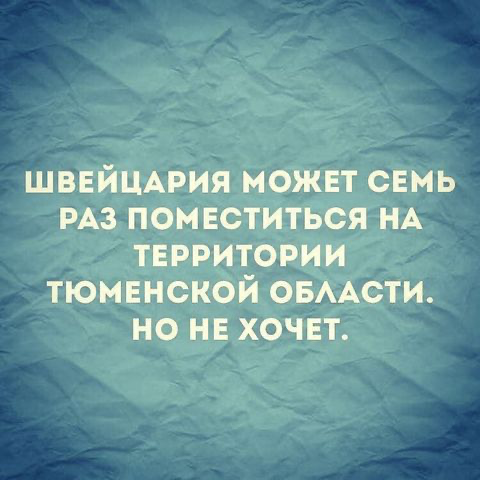 ШВЕЙЦАРИЯ МОЖЕТ СЕМЬ
РАЗ ПОМЕСТИТЬСЯ НА
ТЕРРИТОРИИ
ТЮМЕНСКОЙ ОБЛАСТИ.
НО НЕ ХОЧЕТ.